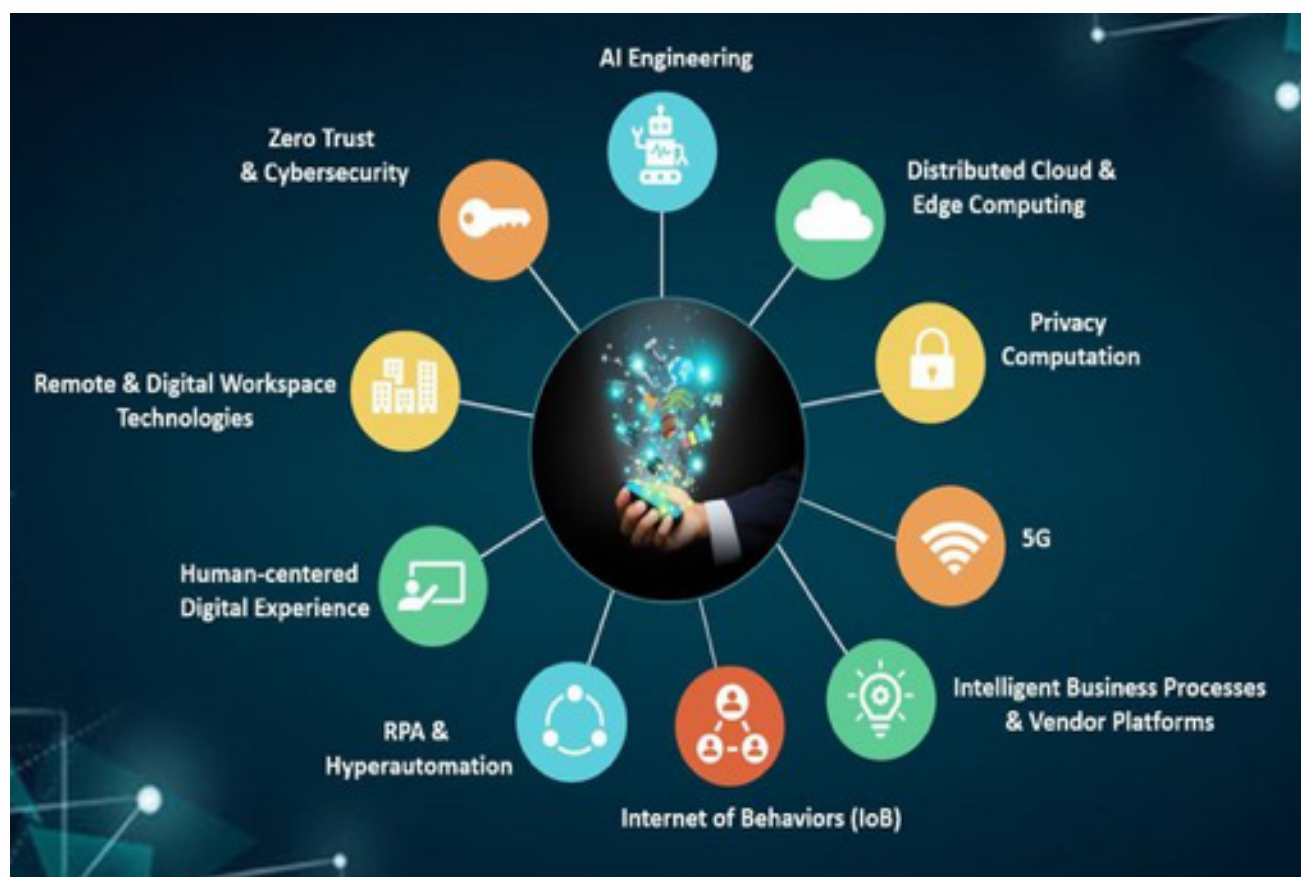 AI Engineering
Distributed Cloud &
Edge Computing
Privacy
Computation
5G
Intelligent Business Processes
& Vendor Platforms
Internet of Behaviors (IoB)
RPA &
Hyperautomation
Human-centered
Digital Experience
Remote & Digital Workspace
Technologies
Zero Trust
& Cybersecurity